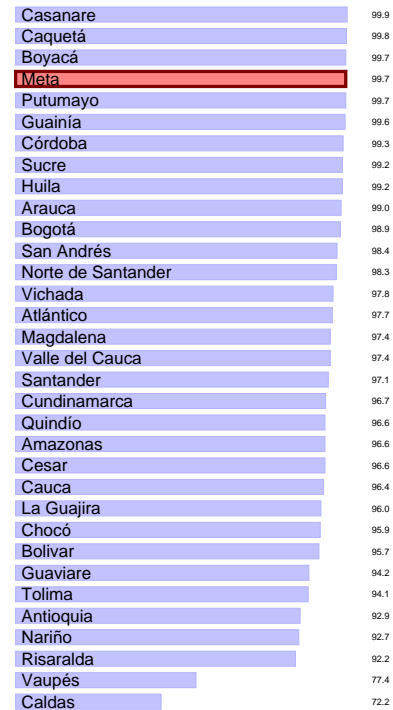 Casanare 99.9
Caquetá 99.8
Boyacá 99.7
Meta 99.7
Putumayo 99.7
Guainía 99.6
Córdoba 99.3
Sucre 99.2
Huila 99.2
Arauca 99.0
Bogotá 98.9
San Andrés 98.4
Norte de Santander 98.3
Vichada 97.8
Atlántico 97.7
Magdalena 97.4
Valle del Cauca 97.4
Santander 97.1
Cundinamarca 96.7
Quindío 96.6
Amazonas 96.6
Cesar 96.6
Cauca 96.4
La Guajira 96.0
Chocó 95.9
Bolivar 95.7
Guaviare 94.2
Tolima 94.1
Antioquia 92.9
Nariño 92.7
Risaralda 92.2
Vaupés 77.4
Caldas 72.2